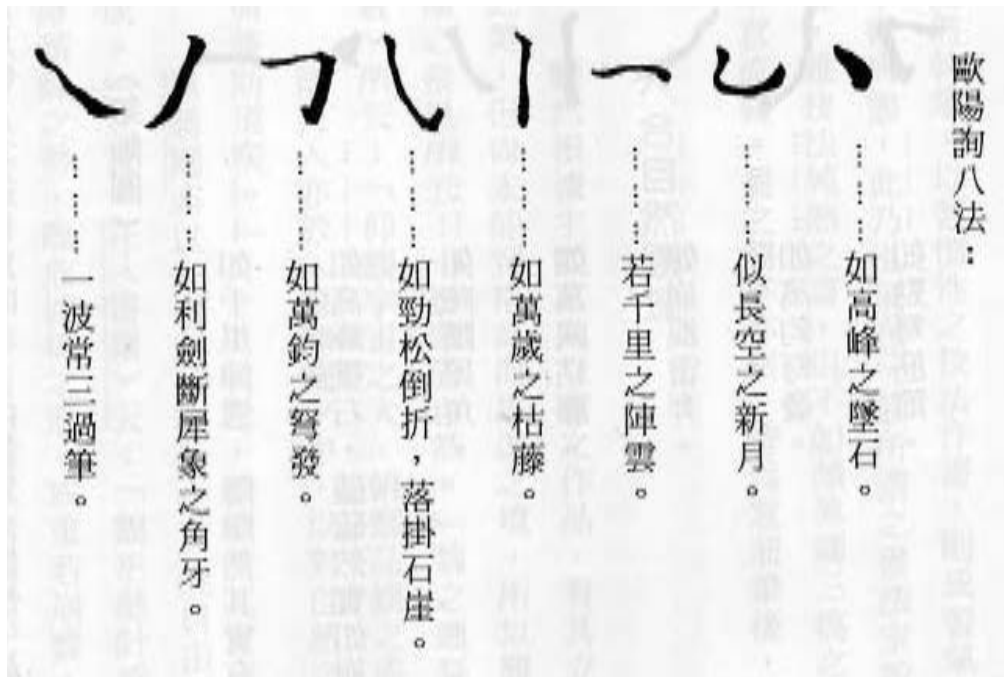 歐陽詢八法：
⋯⋯⋯如高峰之墜石。
⋯⋯⋯似長空之新月。
⋯⋯⋯若千里之陣雲。
⋯⋯⋯如萬歲之枯藤。
⋯⋯⋯如勁松倒折，落掛石崖。
⋯⋯⋯如萬鈞之弩發。
⋯⋯⋯如利劍斷犀象之角牙。
⋯⋯⋯一波常三過筆。